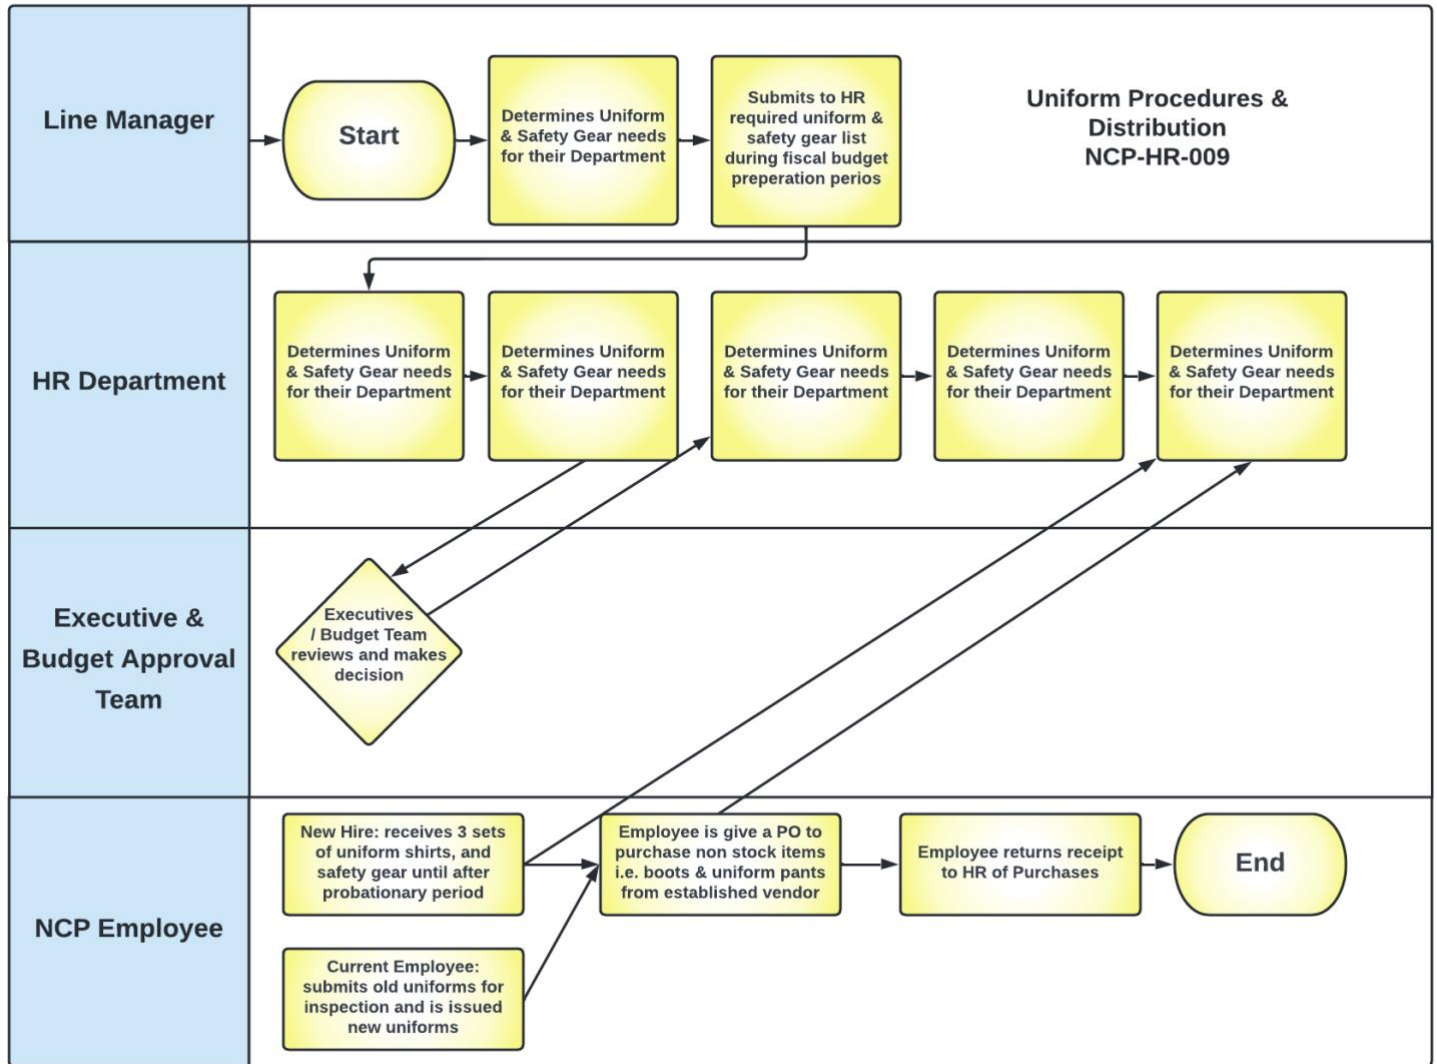 Line Manager
Start
Determines Uniform
& Safety Gear needs
for their Department
Submits to HR
required uniform &
safety gear list
during fiscal budget
preperation perios
Uniform Procedures &
Distribution
NCP-HR-009
HR Department
Determines Uniform
& Safety Gear needs
for their Department
Determines Uniform
& Safety Gear needs
for their Department
Determines Uniform
& Safety Gear needs
for their Department
Determines Uniform
& Safety Gear needs
for their Department
Determines Uniform
& Safety Gear needs
for their Department
Executive &
Budget Approval
Team
Executives
/ Budget Team
reviews and makes
decision
NCP Employee
New Hire: receives 3 sets
of uniform shirts, and
safety gear until after
probationary period
Employee is give a PO to
purchase non stock items
i.e. boots & uniform pants
from established vendor
Employee returns receipt
to HR of Purchases
End
Current Employee:
submits old uniforms for
inspection and is issued
new uniforms